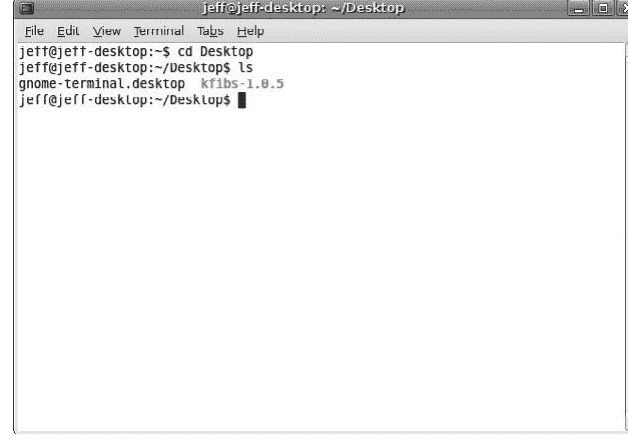 jeff@jeff-desktop: ~/Desktop
File Edit View Terminal Tabs Help
jeff@jeff-desktop:~$ cd Desktop
jeff@jeff-desktop:~/Desktop$ ls
gnome-terminal.desktop kfibs-1.0.5
jeff@jeff-desktop:~/Desktop$